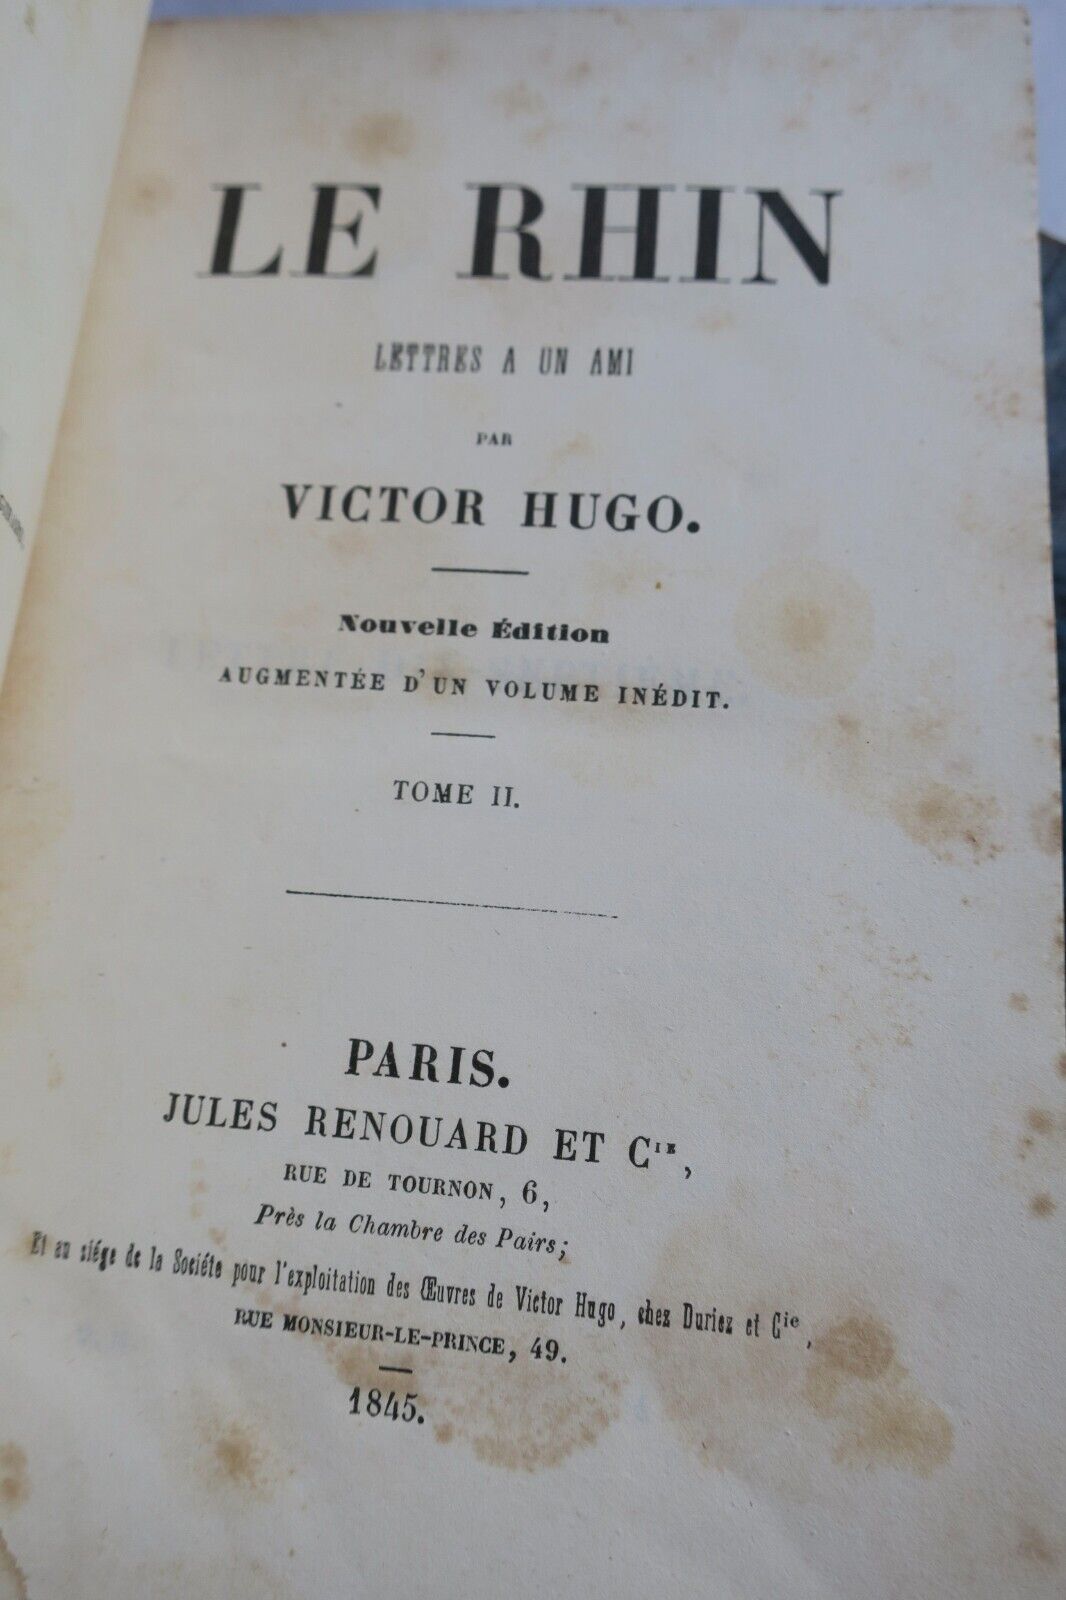 LE RHIN
LETTRES A UN AMI
PAR
VICTOR HUGO.
Nouvelle Édition
AUGMENTÉE D'UN VOLUME INÉDIT.
TOME II.
PARIS.
JULES RENOUARD ET Cie,
RUE DE TOURNON, 6,
Près la Chambre des Pairs;
Et au siége de la Société pour l'exploitation des Œuvres de Victor Hugo, chez Duriez et Cie,
RUE MONSIEUR-LE-PRINCE, 49.
1845.